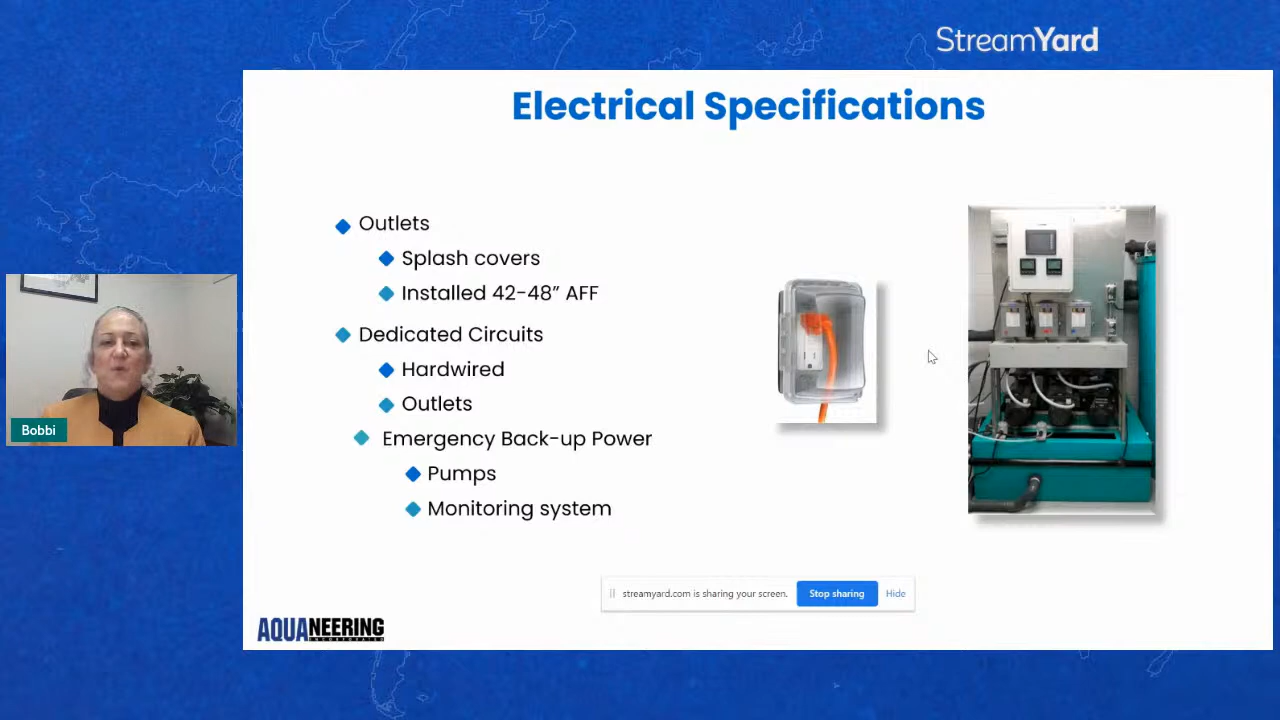 StreamYard
Electrical Specifications
Outlets
Splash covers
Installed 42-48” AFF
Dedicated Circuits
Hardwired
Outlets
Emergency Back-up Power
Pumps
Monitoring system
Bobbi
streamyard.com is sharing your screen.
Stop sharing
Hide
AQUANEERING
INCORPORATED